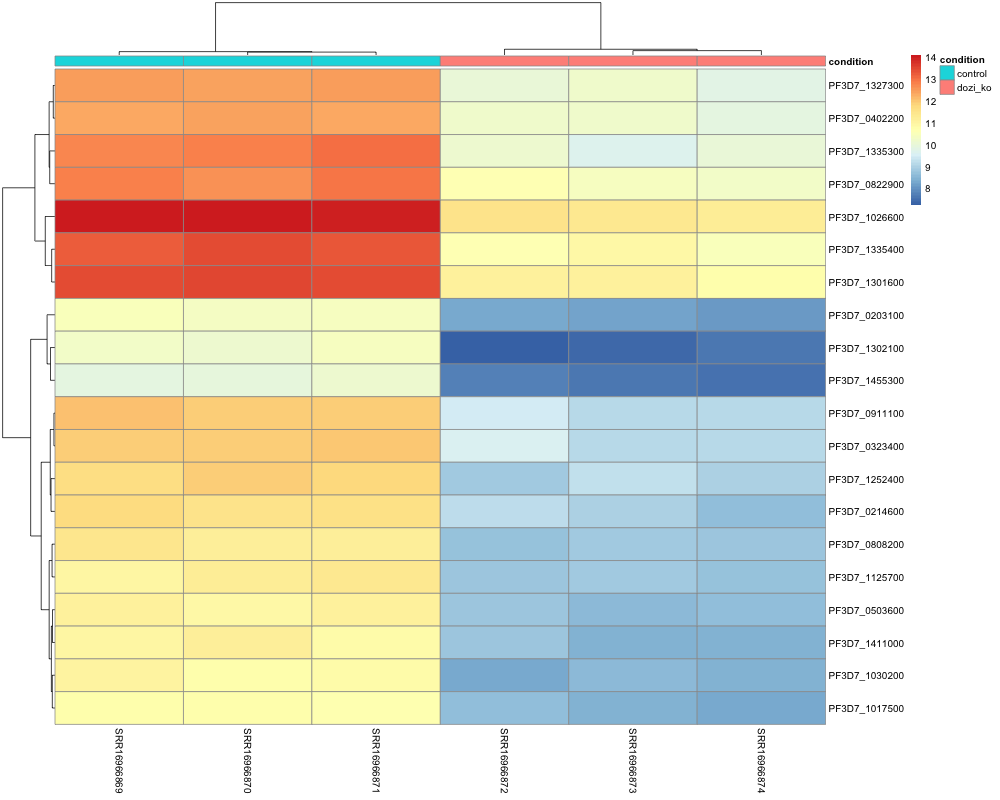 condition
PF3D7_1327300
PF3D7_0402200
PF3D7_1335300
PF3D7_0822900
PF3D7_1026600
PF3D7_1335400
PF3D7_1301600
PF3D7_0203100
PF3D7_1302100
PF3D7_1455300
PF3D7_0911100
PF3D7_0323400
PF3D7_1252400
PF3D7_0214600
PF3D7_0808200
PF3D7_1125700
PF3D7_0503600
PF3D7_1411000
PF3D7_1030200
PF3D7_1017500
SRR16966869
SRR16966870
SRR16966871
SRR16966872
SRR16966873
SRR16966874
14
13
12
11
10
9
8
condition
control
dozi_ko